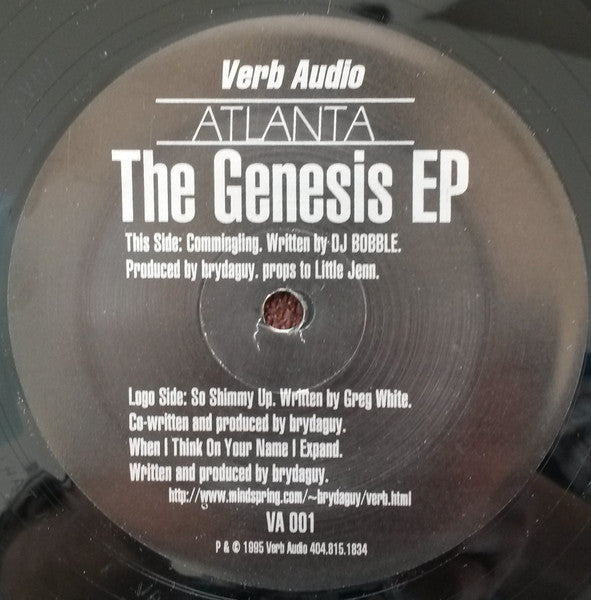 Verb Audio
ATLANTA
The Genesis EP
This Side: Commingling. Written by DJ BOBBLE.
Produced by brydaguy. props to Little Jenn.
Logo Side: So Shimmy Up. Written by Greg White.
Co-written and produced by brydaguy.
When I Think On Your Name I Expand.
Written and produced by brydaguy.
http://www.mindspring.com/~brydaguy/verb.html
VA 001
P & © 1995 Verb Audio 404.815.1834